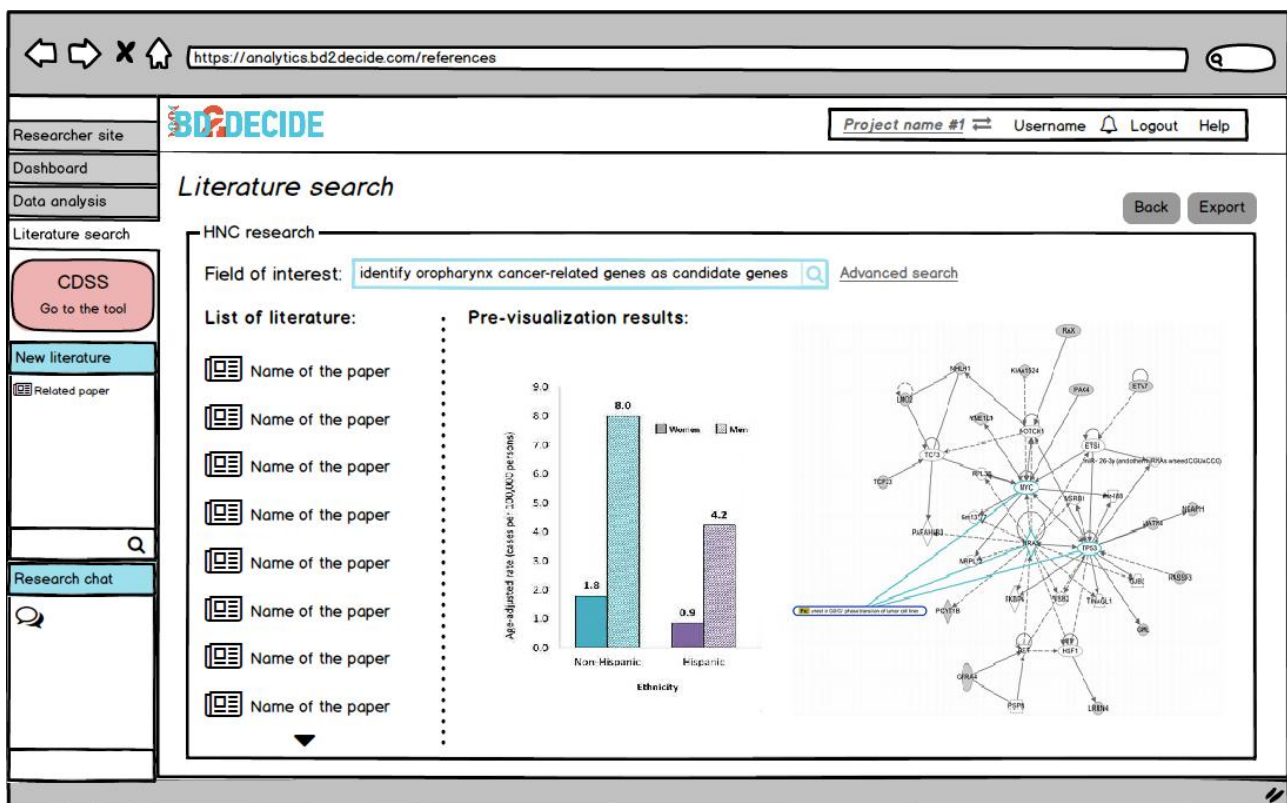 https://analytics.bd2decide.com/references
BD2DECIDE
Project name #1
Username
Logout
Help
Researcher site
Dashboard
Data analysis
Literature search
CDSS
Go to the tool
New literature
Related paper
Research chat
Literature search
Back
Export
HNC research
Field of interest:
identify oropharynx cancer-related genes as candidate genes
Advanced search
List of literature:
Name of the paper
Name of the paper
Name of the paper
Name of the paper
Name of the paper
Name of the paper
Name of the paper
Name of the paper
Pre-visualization results:
Age-adjusted rate (cases per 100,000 persons)
9.0
8.0
7.0
6.0
5.0
4.0
3.0
2.0
1.0
0.0
Women
Men
1.8
8.0
0.9
4.2
Non-Hispanic
Hispanic
Ethnicity
NHLH1
PAX4
ETV7
LMO2
NOTCH1
TCF3
MYC
TP53
HSF1
GFRA4